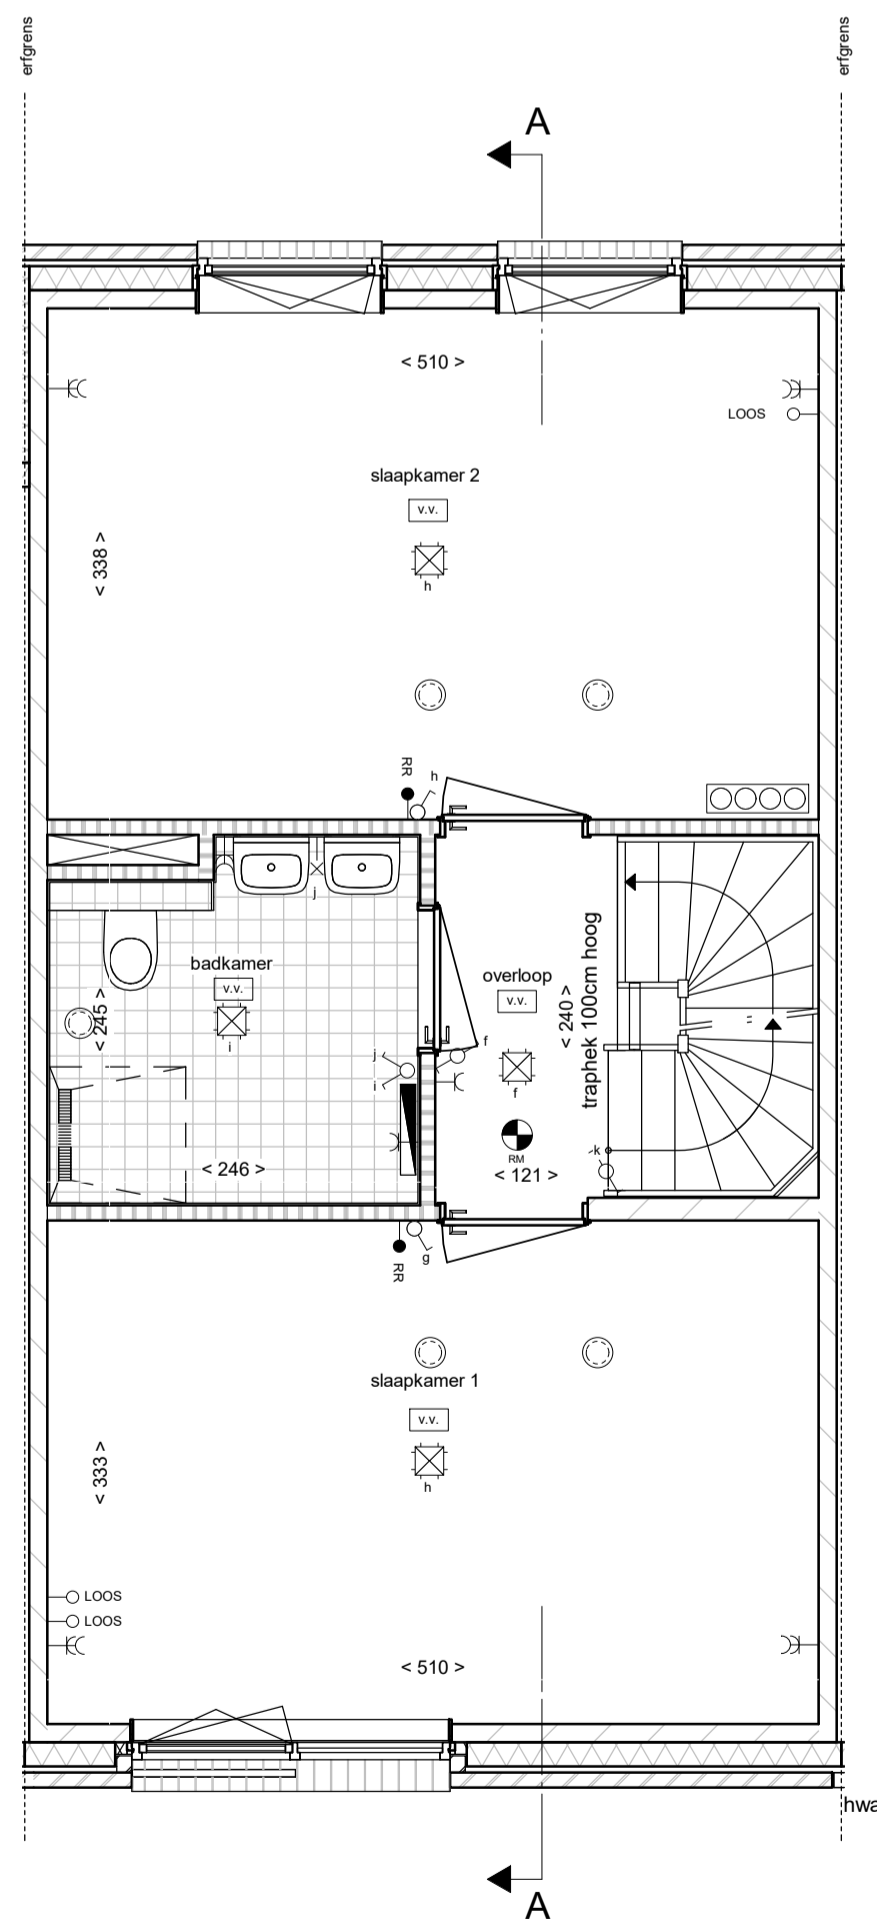 erfgrens
erfgrens
A
< 510 >
LOOS
slaapkamer 2
v.v.
h
< 338 >
RR
h
j
badkamer
v.v.
i
< 245 >
overloop
v.v.
f
< 240 >
traphek 100cm hoog
f
j
i
RM
k
< 246 >
< 121 >
g
RR
slaapkamer 1
v.v.
h
< 333 >
LOOS
LOOS
< 510 >
hwa
A